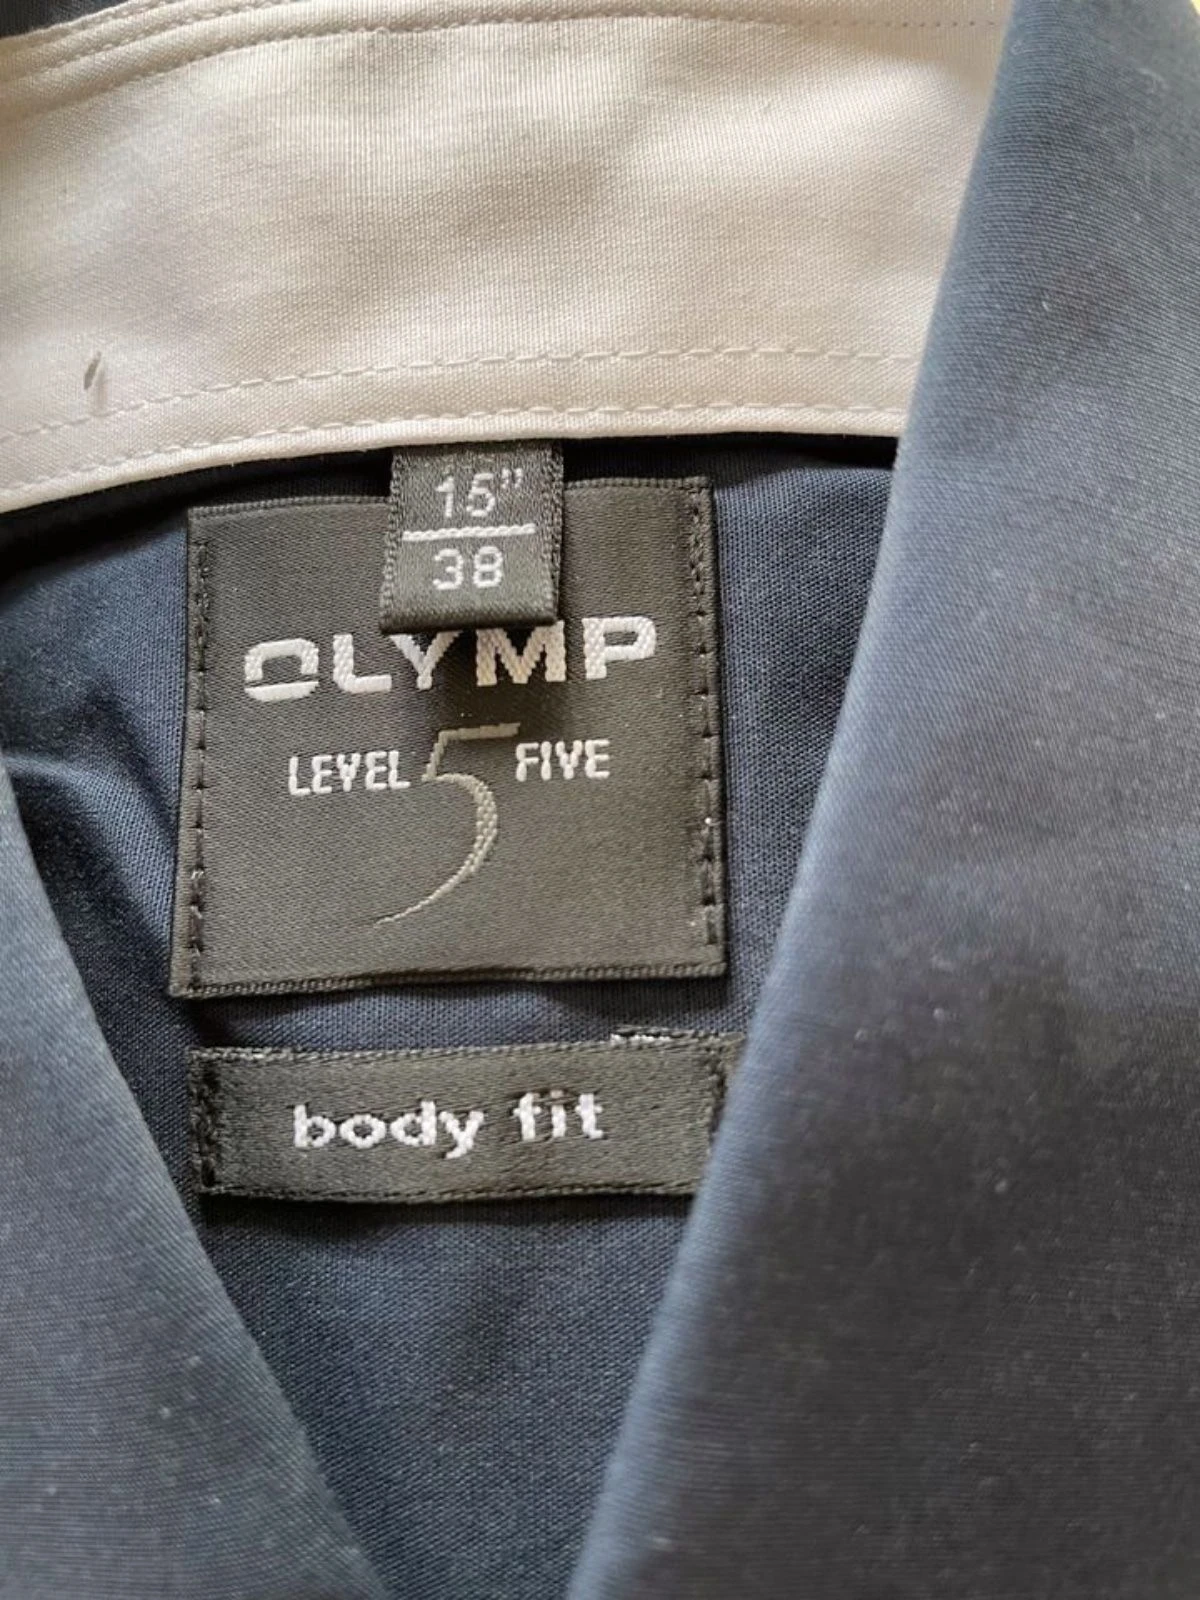 15"
38
OLYMP
LEVEL 5 FIVE
body fit